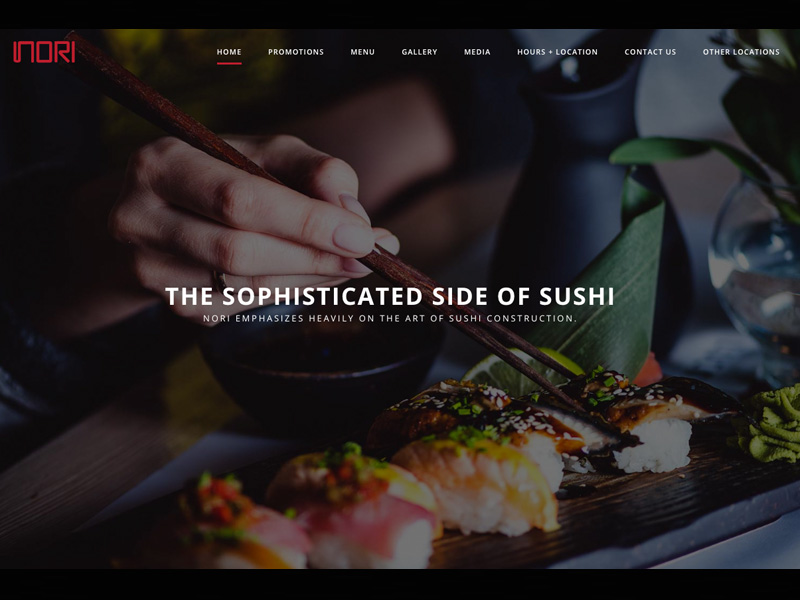 NORI
HOME PROMOTIONS MENU GALLERY MEDIA HOURS + LOCATION CONTACT US OTHER LOCATIONS
THE SOPHISTICATED SIDE OF SUSHI
NORI EMPHASIZES HEAVILY ON THE ART OF SUSHI CONSTRUCTION.